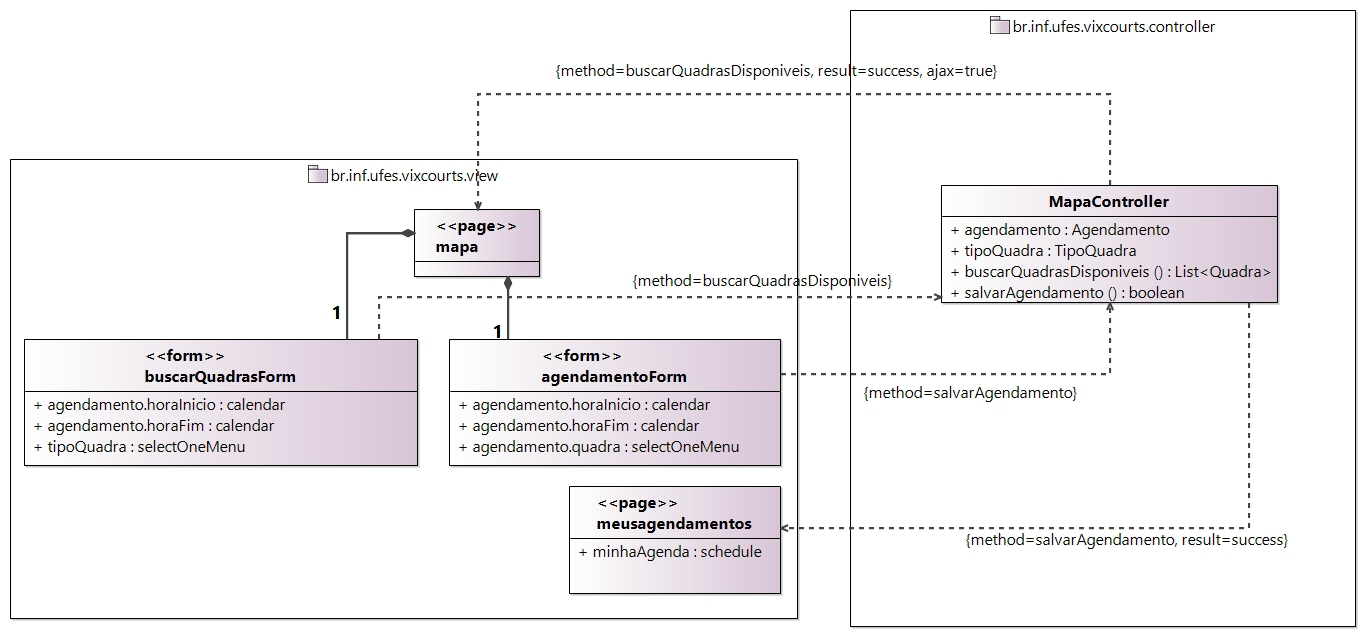 br.inf.ufes.vixcourts.controller
{method=buscarQuadrasDisponiveis, result=success, ajax=true}
br.inf.ufes.vixcourts.view
<<page>>
mapa
MapaController
+ agendamento : Agendamento
+ tipoQuadra : TipoQuadra
+ buscarQuadrasDisponiveis () : List<Quadra>
+ salvarAgendamento () : boolean
{method=buscarQuadrasDisponiveis}
1
1
<<form>>
buscarQuadrasForm
+ agendamento.horaInicio : calendar
+ agendamento.horaFim : calendar
+ tipoQuadra : selectOneMenu
<<form>>
agendamentoForm
+ agendamento.horaInicio : calendar
+ agendamento.horaFim : calendar
+ agendamento.quadra : selectOneMenu
{method=salvarAgendamento}
<<page>>
meusagendamentos
+ minhaAgenda : schedule
{method=salvarAgendamento, result=success}